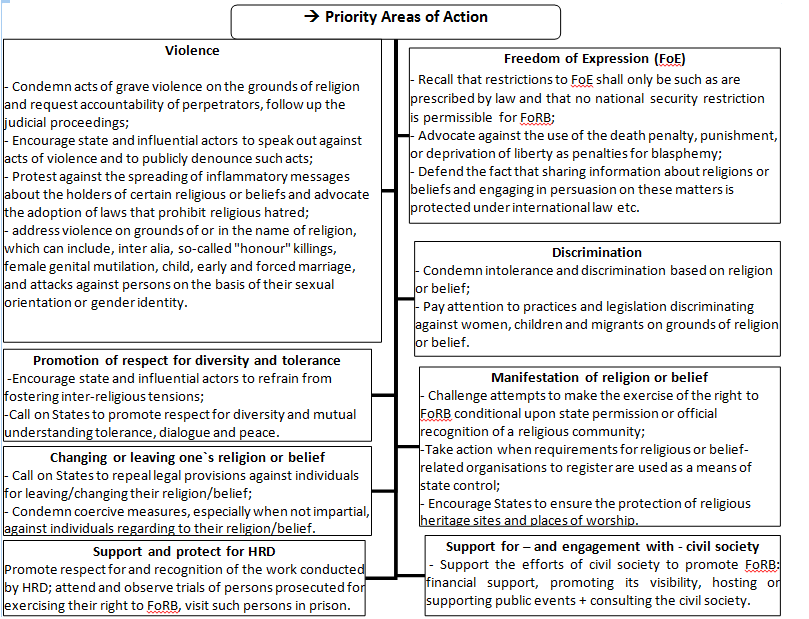 → Priority Areas of Action
Violence
- Condemn acts of grave violence on the grounds of religion
and request accountability of perpetrators, follow up the
judicial proceedings;
- Encourage state and influential actors to speak out against
acts of violence and to publicly denounce such acts;
- Protest against the spreading of inflammatory messages
about the holders of certain religious or beliefs and advocate
the adoption of laws that prohibit religious hatred;
- address violence on grounds of or in the name of religion,
which can include, inter alia, so-called "honour" killings,
female genital mutilation, child, early and forced marriage,
and attacks against persons on the basis of their sexual
orientation or gender identity.
Promotion of respect for diversity and tolerance
-Encourage state and influential actors to refrain from
fostering inter-religious tensions;
-Call on States to promote respect for diversity and mutual
understanding tolerance, dialogue and peace.
Changing or leaving one`s religion or belief
- Call on States to repeal legal provisions against individuals
for leaving/changing their religion/belief;
- Condemn coercive measures, especially when not impartial,
against individuals regarding to their religion/belief.
Support and protect for HRD
Promote respect for and recognition of the work conducted
by HRD; attend and observe trials of persons prosecuted for
exercising their right to FoRB, visit such persons in prison.
Freedom of Expression (FoE)
- Recall that restrictions to FoE shall only be such as are
prescribed by law and that no national security restriction
is permissible for FoRB;
- Advocate against the use of the death penalty, punishment,
or deprivation of liberty as penalties for blasphemy;
- Defend the fact that sharing information about religions or
beliefs and engaging in persuasion on these matters is
protected under international law etc.
Discrimination
- Condemn intolerance and discrimination based on religion
or belief;
- Pay attention to practices and legislation discriminating
against women, children and migrants on grounds of religion
or belief.
Manifestation of religion or belief
- Challenge attempts to make the exercise of the right to
FoRB conditional upon state permission or official
recognition of a religious community;
-Take action when requirements for religious or belief-
related organisations to register are used as a means of
state control;
- Encourage States to ensure the protection of religious
heritage sites and places of worship.
Support for – and engagement with - civil society
- Support the efforts of civil society to promote FoRB:
financial support, promoting its visibility, hosting or
supporting public events + consulting the civil society.